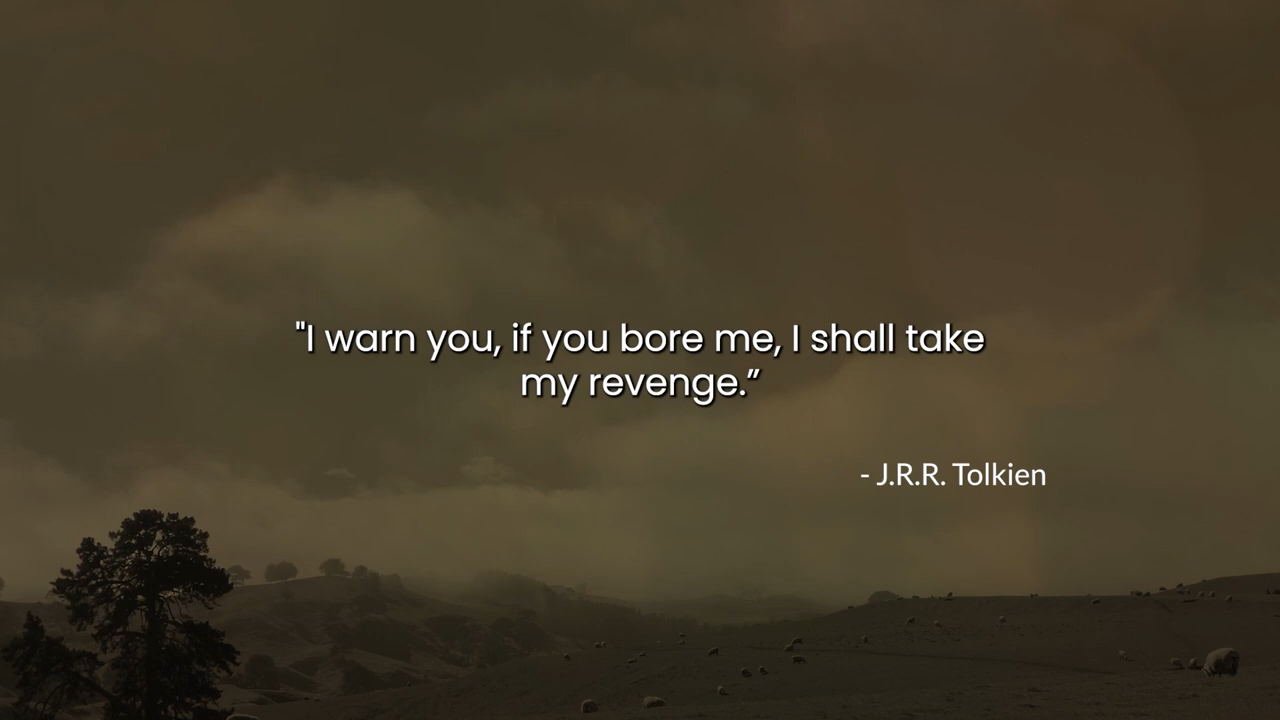 "I warn you, if you bore me, I shall take
my revenge.”
- J.R.R. Tolkien